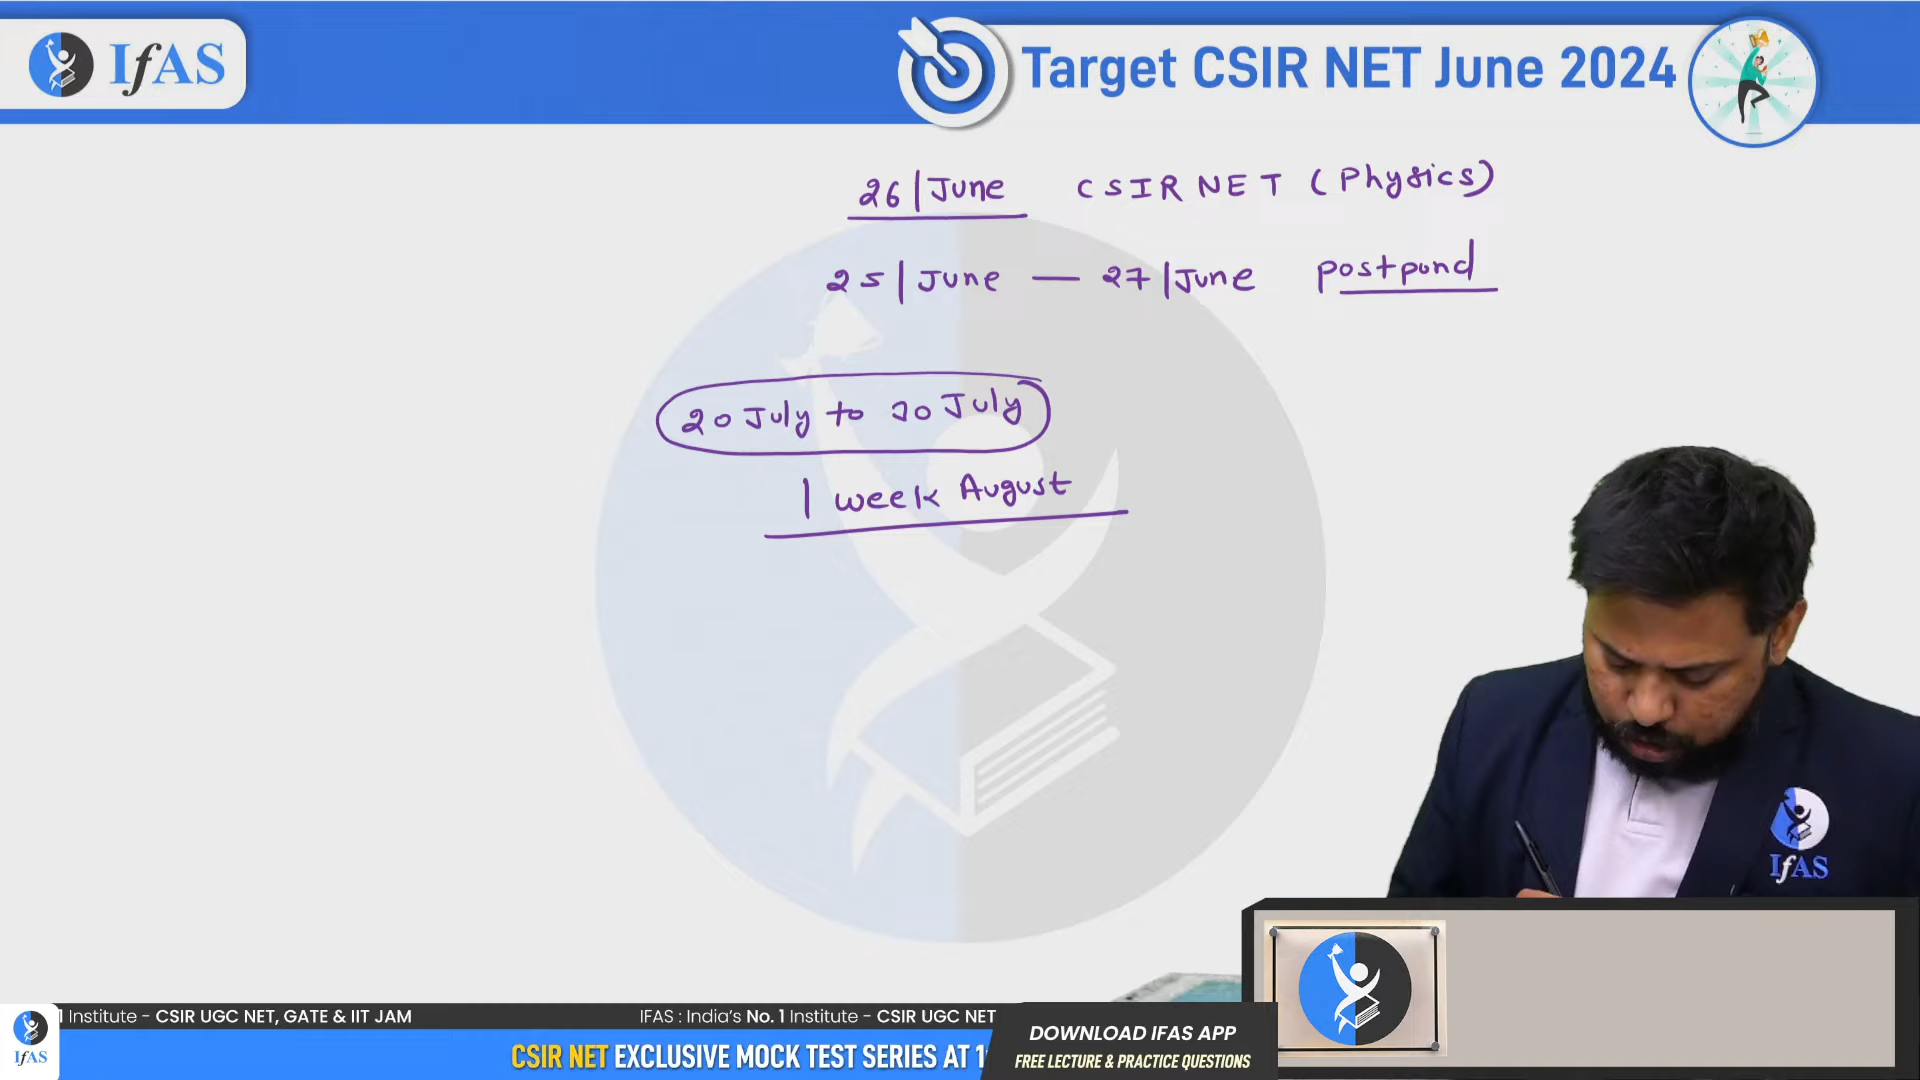 IfAS
Target CSIR NET June 2024
26 | June CSIR NET (Physics)
25 | June — 27 | June postpond
20 July to 30 July
1 week August
IfAS
1 Institute - CSIR UGC NET, GATE & IIT JAM
IFAS : India's No. 1 Institute - CSIR UGC NET
DOWNLOAD IFAS APP
FREE LECTURE & PRACTICE QUESTIONS
IfAS
CSIR NET EXCLUSIVE MOCK TEST SERIES AT 1